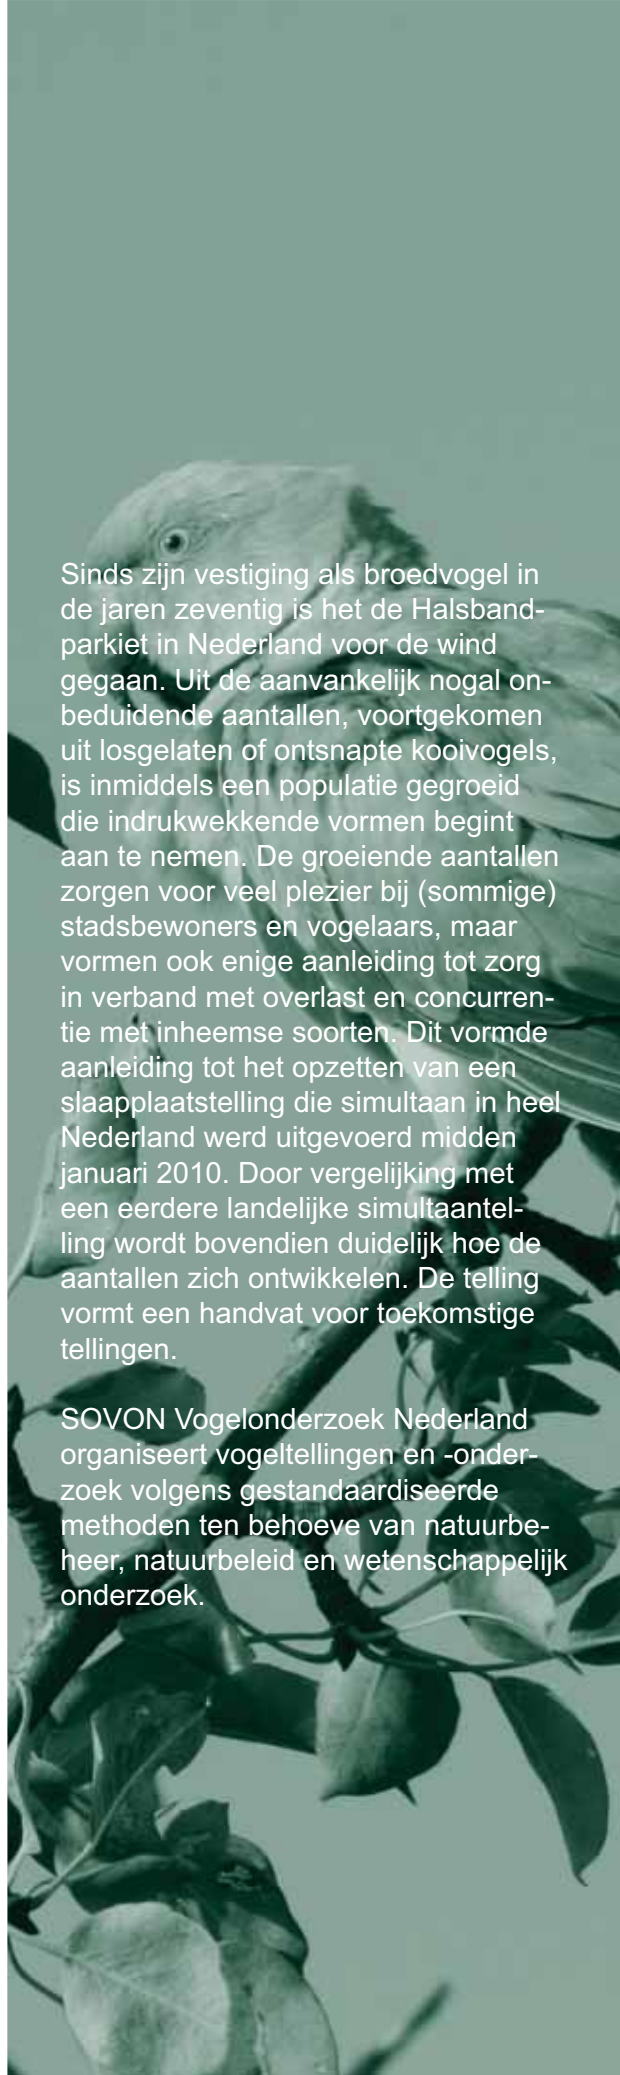 Sinds zijn vestiging als broedvogel in
de jaren zeventig is het de Halsband-
parkiet in Nederland voor de wind
gegaan. Uit de aanvankelijk nogal on-
beduidende aantallen, voortgekomen
uit losgelaten of ontsnapte kooivogels,
is inmiddels een populatie gegroeid
die indrukwekkende vormen begint
aan te nemen. De groeiende aantallen
zorgen voor veel plezier bij (sommige)
stadsbewoners en vogelaars, maar
vormen ook enige aanleiding tot zorg
in verband met overlast en concurren-
tie met inheemse soorten. Dit vormde
aanleiding tot het opzetten van een
slaapplaatstelling die simultaan in heel
Nederland werd uitgevoerd midden
januari 2010. Door vergelijking met
een eerdere landelijke simultaantel-
ling wordt bovendien duidelijk hoe de
aantallen zich ontwikkelen. De telling
vormt een handvat voor toekomstige
tellingen.

SOVON Vogelonderzoek Nederland
organiseert vogeltellingen en -onder-
zoek volgens gestandaardiseerde
methoden ten behoeve van natuurbe-
heer, natuurbeleid en wetenschappelijk
onderzoek.